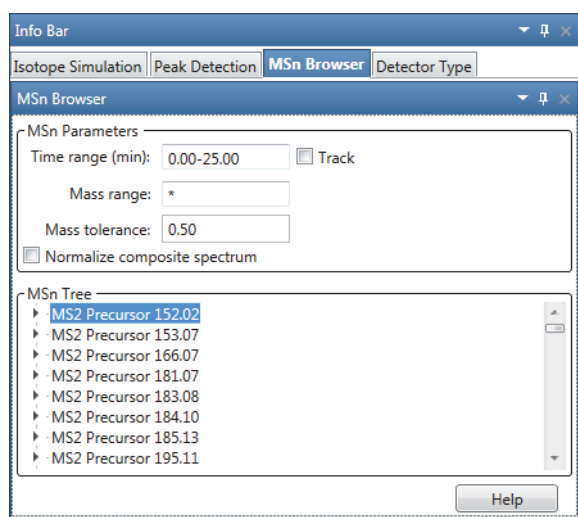 Info Bar
Isotope Simulation Peak Detection MSn Browser Detector Type
MSn Browser
MSn Parameters
Time range (min): 0.00-25.00 Track
Mass range: *
Mass tolerance: 0.50
Normalize composite spectrum
MSn Tree
MS2 Precursor 152.02
MS2 Precursor 153.07
MS2 Precursor 166.07
MS2 Precursor 181.07
MS2 Precursor 183.08
MS2 Precursor 184.10
MS2 Precursor 185.13
MS2 Precursor 195.11
Help